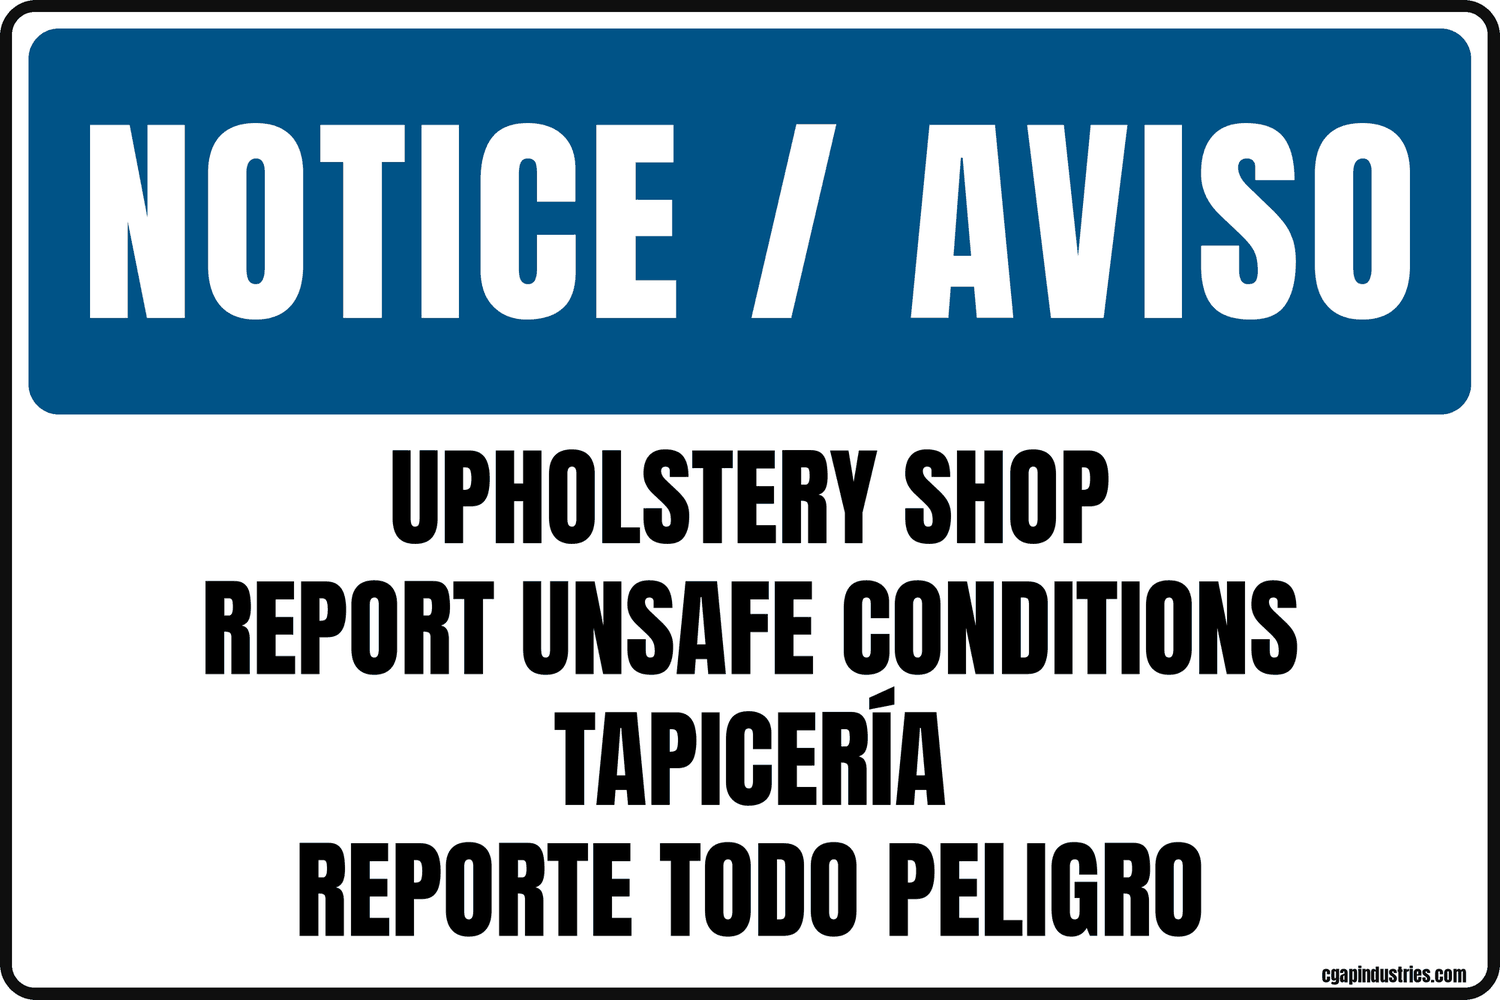 NOTICE / AVISO
UPHOLSTERY SHOP
REPORT UNSAFE CONDITIONS
TAPICERÍA
REPORTE TODO PELIGRO
cgapindustries.com